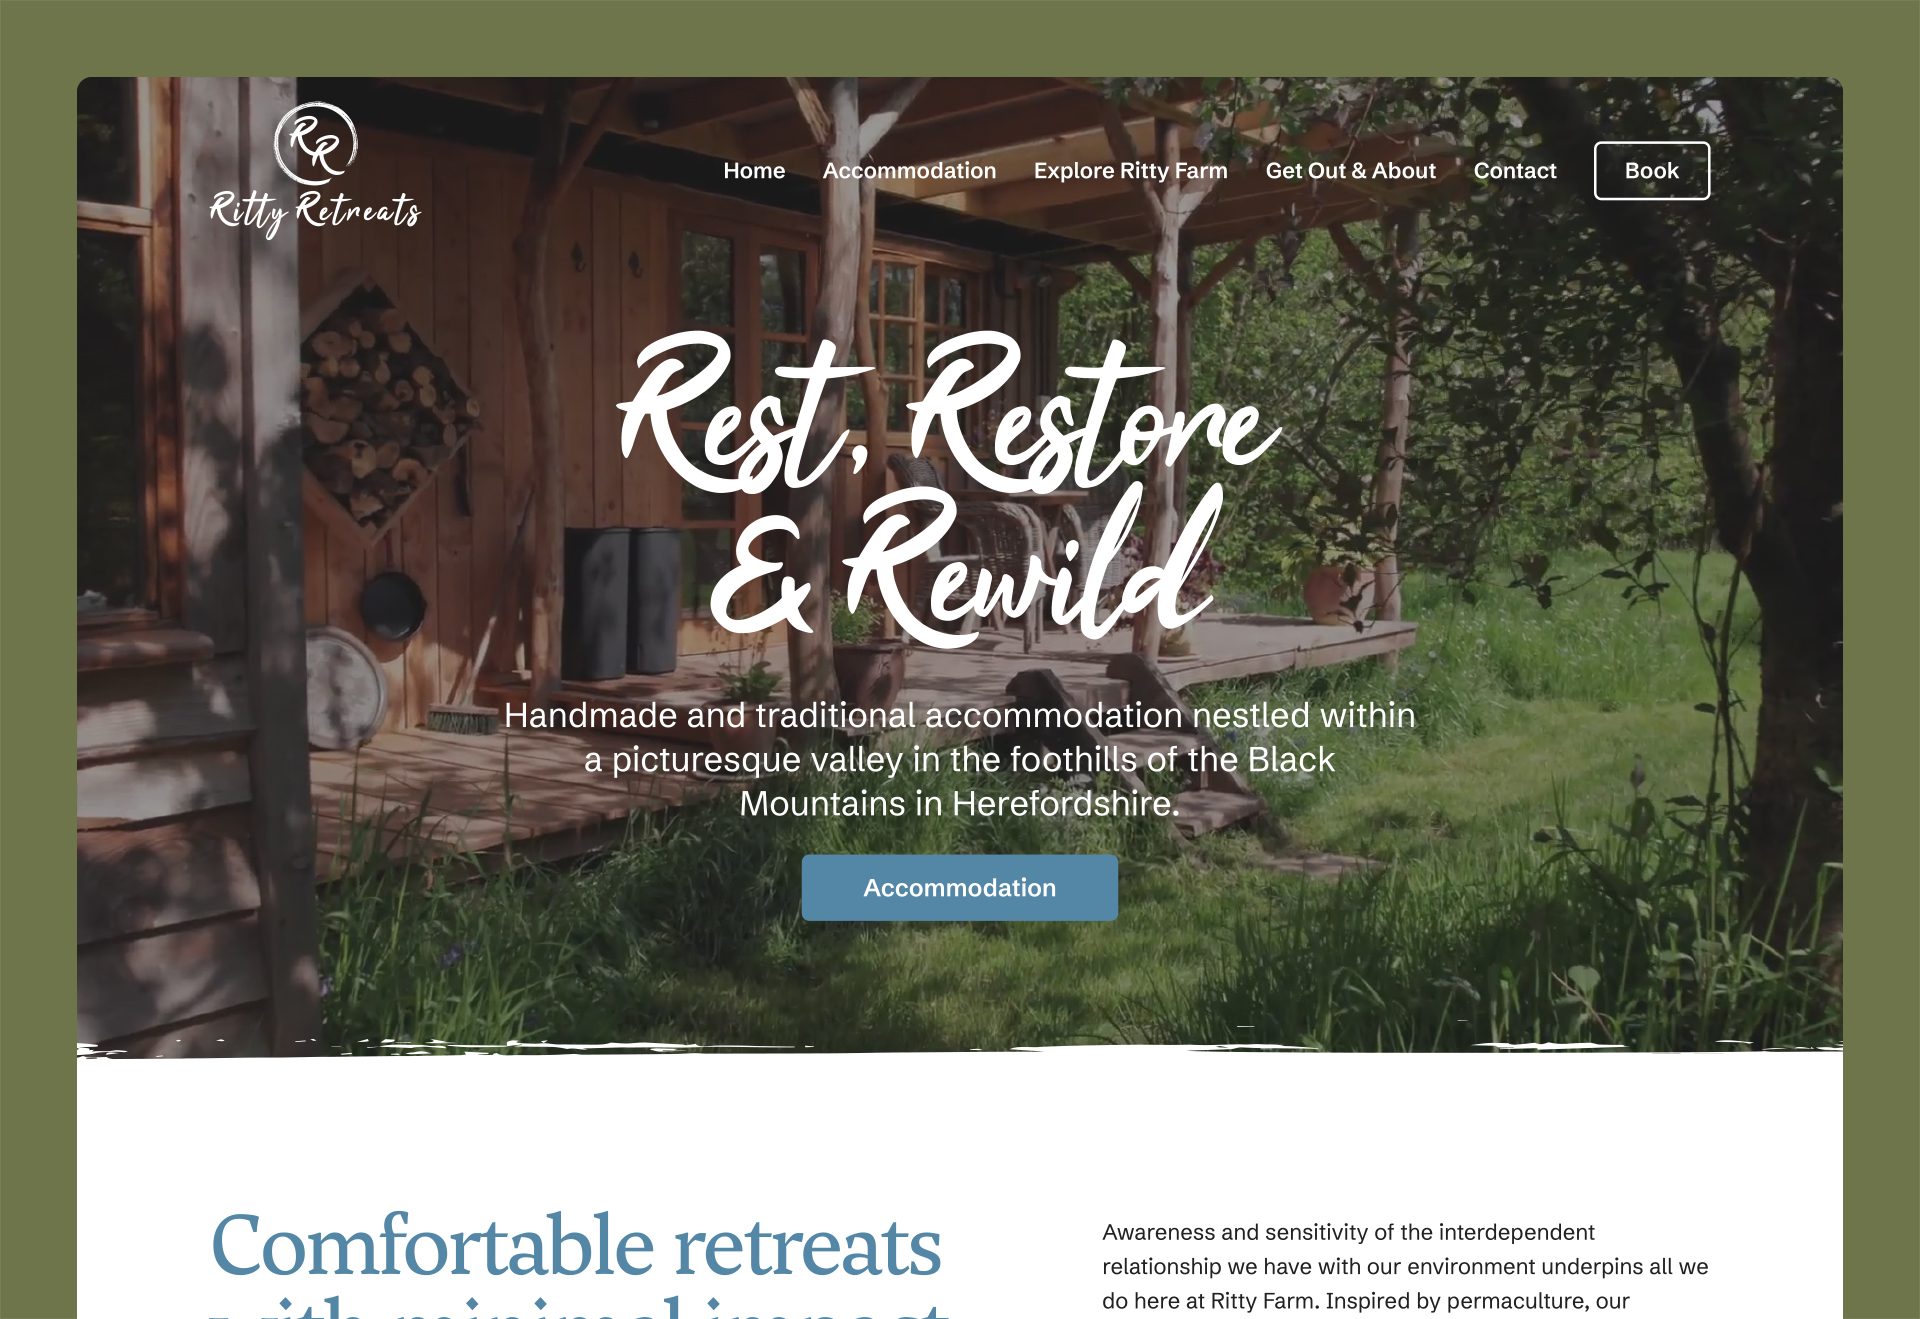 RR
Ritty Retreats
Home Accommodation Explore Ritty Farm Get Out & About Contact Book
Rest, Restore
& Rewild
Handmade and traditional accommodation nestled within
a picturesque valley in the foothills of the Black
Mountains in Herefordshire.
Accommodation
Comfortable retreats
with minimal impact
Awareness and sensitivity of the interdependent
relationship we have with our environment underpins all we
do here at Ritty Farm. Inspired by permaculture, our